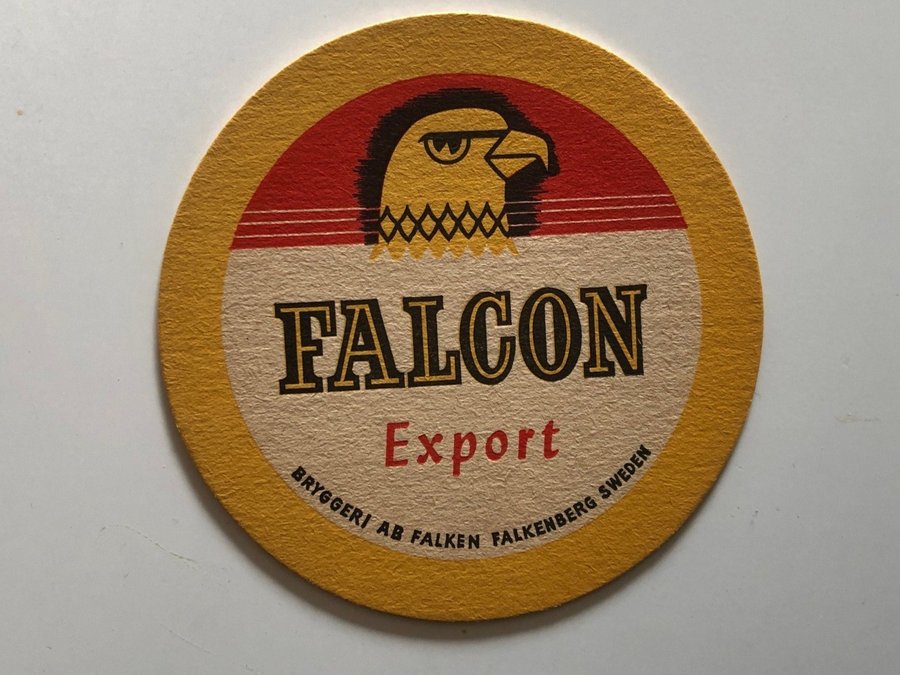 FALCON
Export
BRYGGERI AB FALKEN FALKENBERG SWEDEN